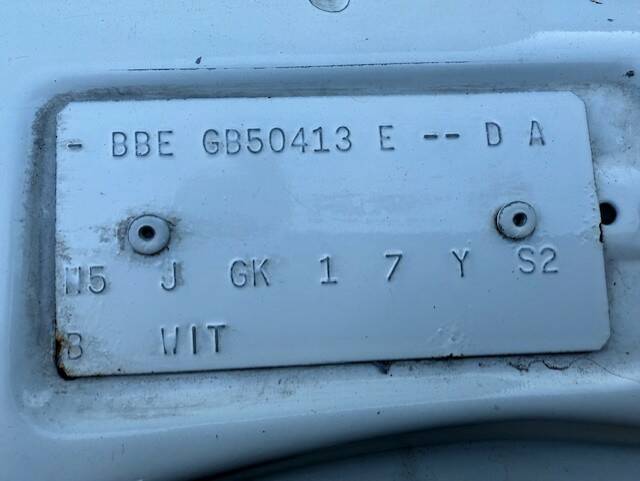 - BBE GB50413 E -- D A
N5 J GK 1 7 Y S2
B WIT